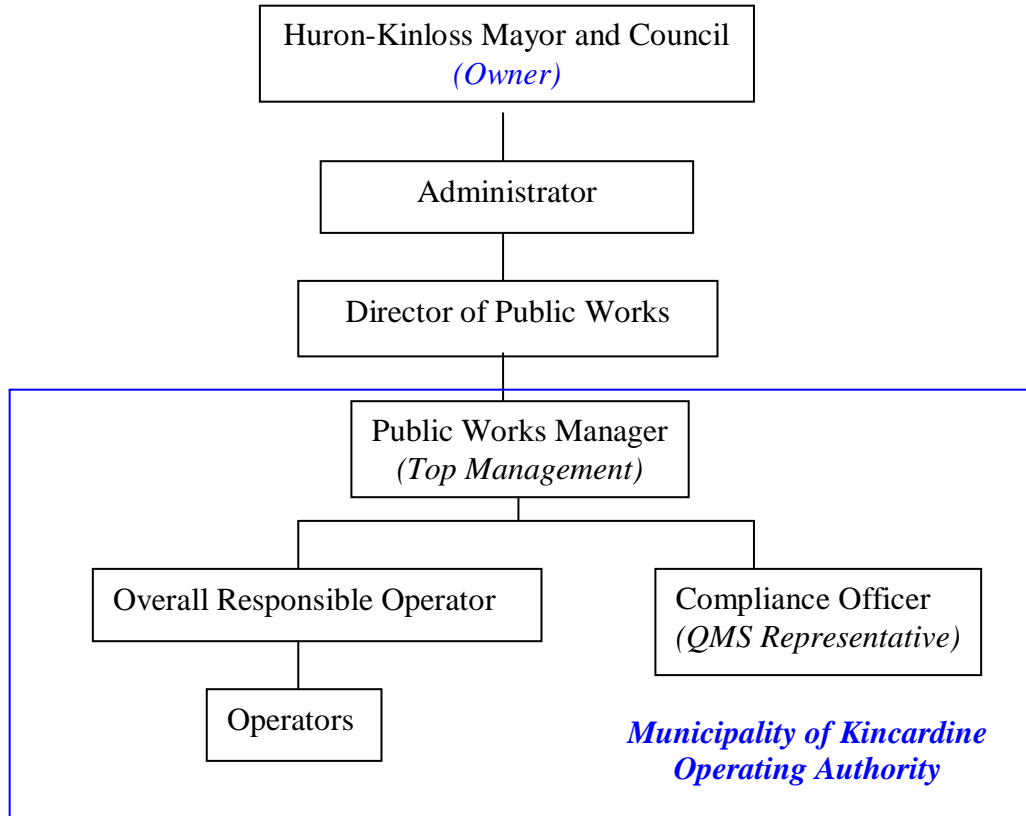 Huron-Kinloss Mayor and Council
(Owner)
Administrator
Director of Public Works
Public Works Manager
(Top Management)
Overall Responsible Operator
Compliance Officer
(QMS Representative)
Operators
Municipality of Kincardine
Operating Authority